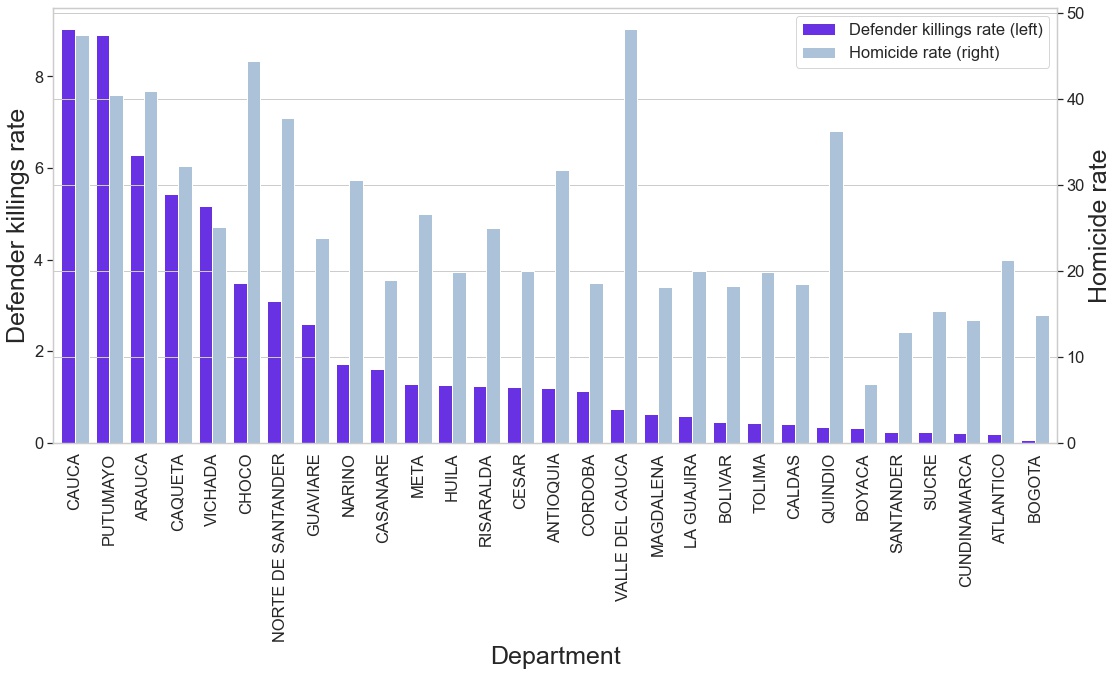 Defender killings rate (left)
Homicide rate (right)
Defender killings rate
8
6
4
2
0
50
40
30
20
10
0
Homicide rate
CAUCA
PUTUMAYO
ARAUCA
CAQUETA
VICHADA
CHOCO
NORTE DE SANTANDER
GUAVIARE
NARINO
CASANARE
META
HUILA
RISARALDA
CESAR
ANTIOQUIA
CORDOBA
VALLE DEL CAUCA
MAGDALENA
LA GUAJIRA
BOLIVAR
TOLIMA
CALDAS
QUINDIO
BOYACA
SANTANDER
SUCRE
CUNDINAMARCA
ATLANTICO
BOGOTA
Department